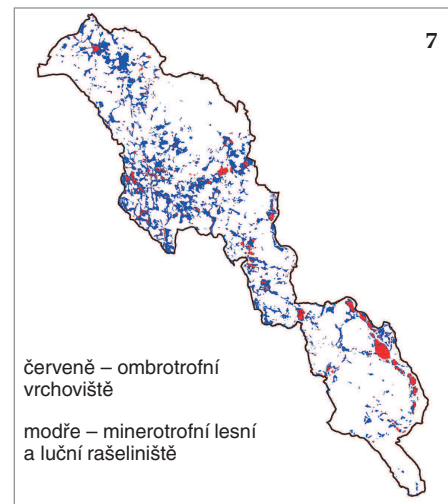 7
červeně – ombrotrofní
vrchoviště
modře – minerotrofní lesní
a luční rašeliniště